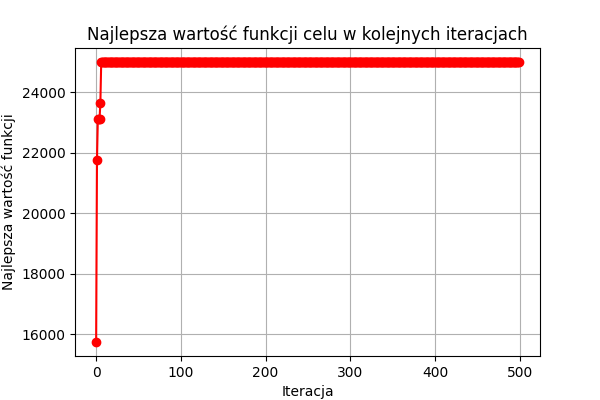 Najlepsza wartość funkcji celu w kolejnych iteracjach
Najlepsza wartość funkcji
24000
22000
20000
18000
16000
0 100 200 300 400 500
Iteracja